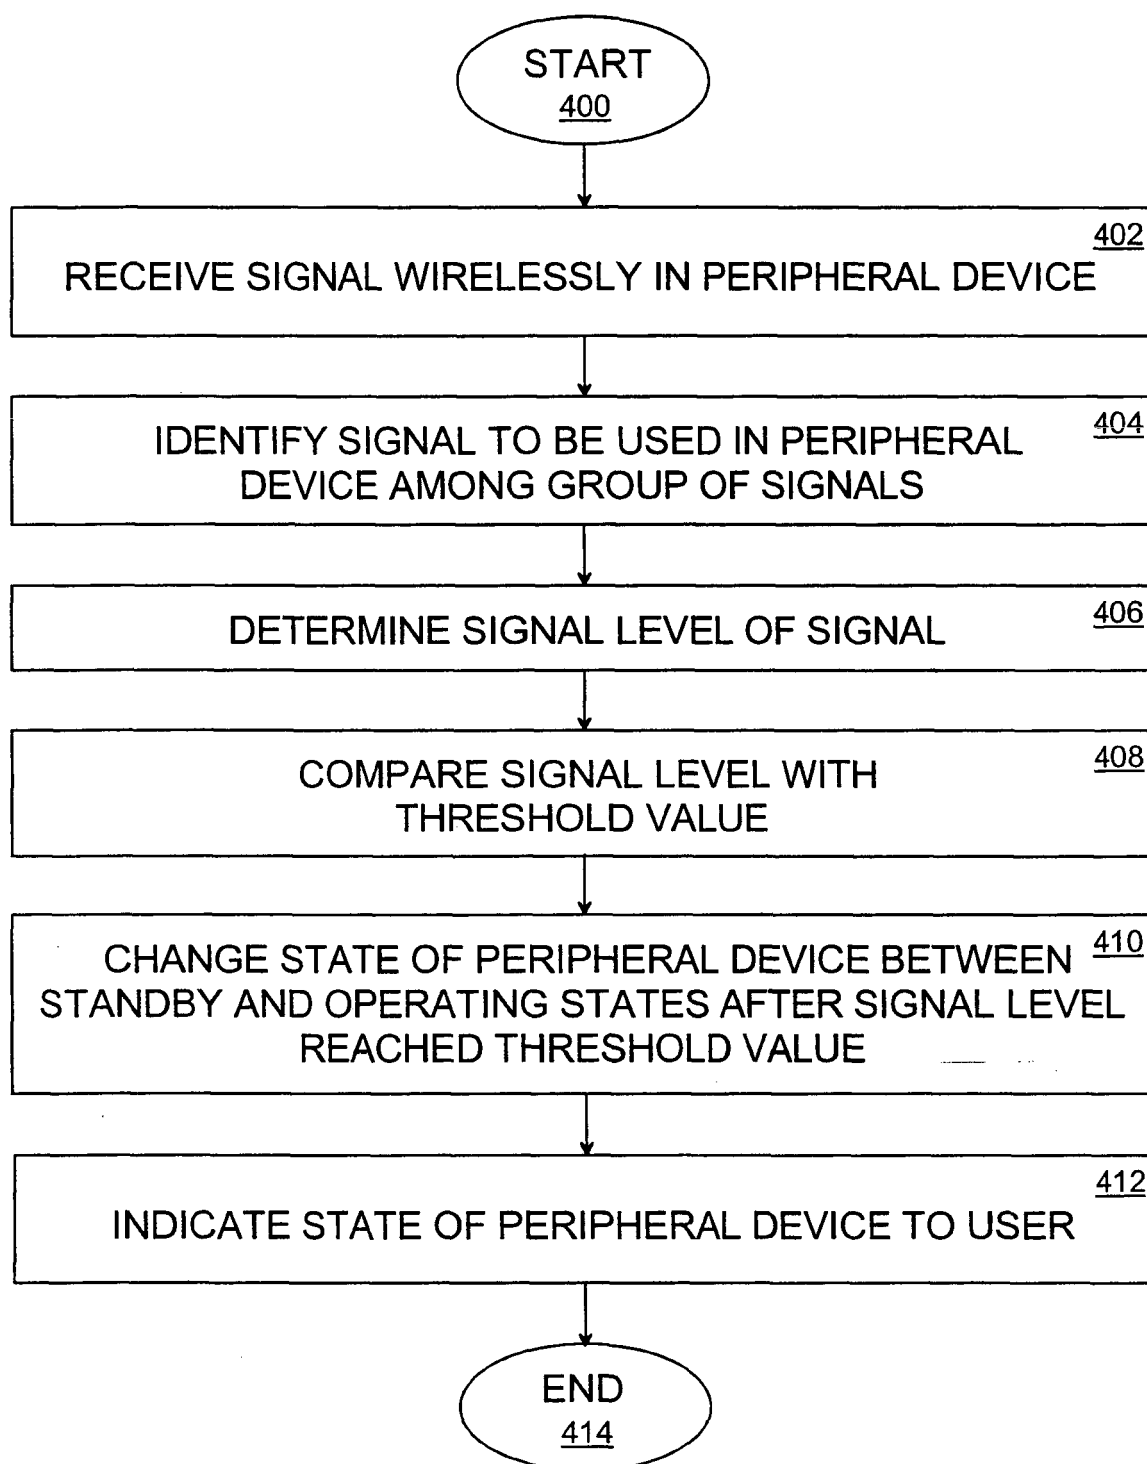 START
400
402
RECEIVE SIGNAL WIRELESSLY IN PERIPHERAL DEVICE
404
IDENTIFY SIGNAL TO BE USED IN PERIPHERAL
DEVICE AMONG GROUP OF SIGNALS
406
DETERMINE SIGNAL LEVEL OF SIGNAL
408
COMPARE SIGNAL LEVEL WITH
THRESHOLD VALUE
410
CHANGE STATE OF PERIPHERAL DEVICE BETWEEN
STANDBY AND OPERATING STATES AFTER SIGNAL LEVEL
REACHED THRESHOLD VALUE
412
INDICATE STATE OF PERIPHERAL DEVICE TO USER
END
414